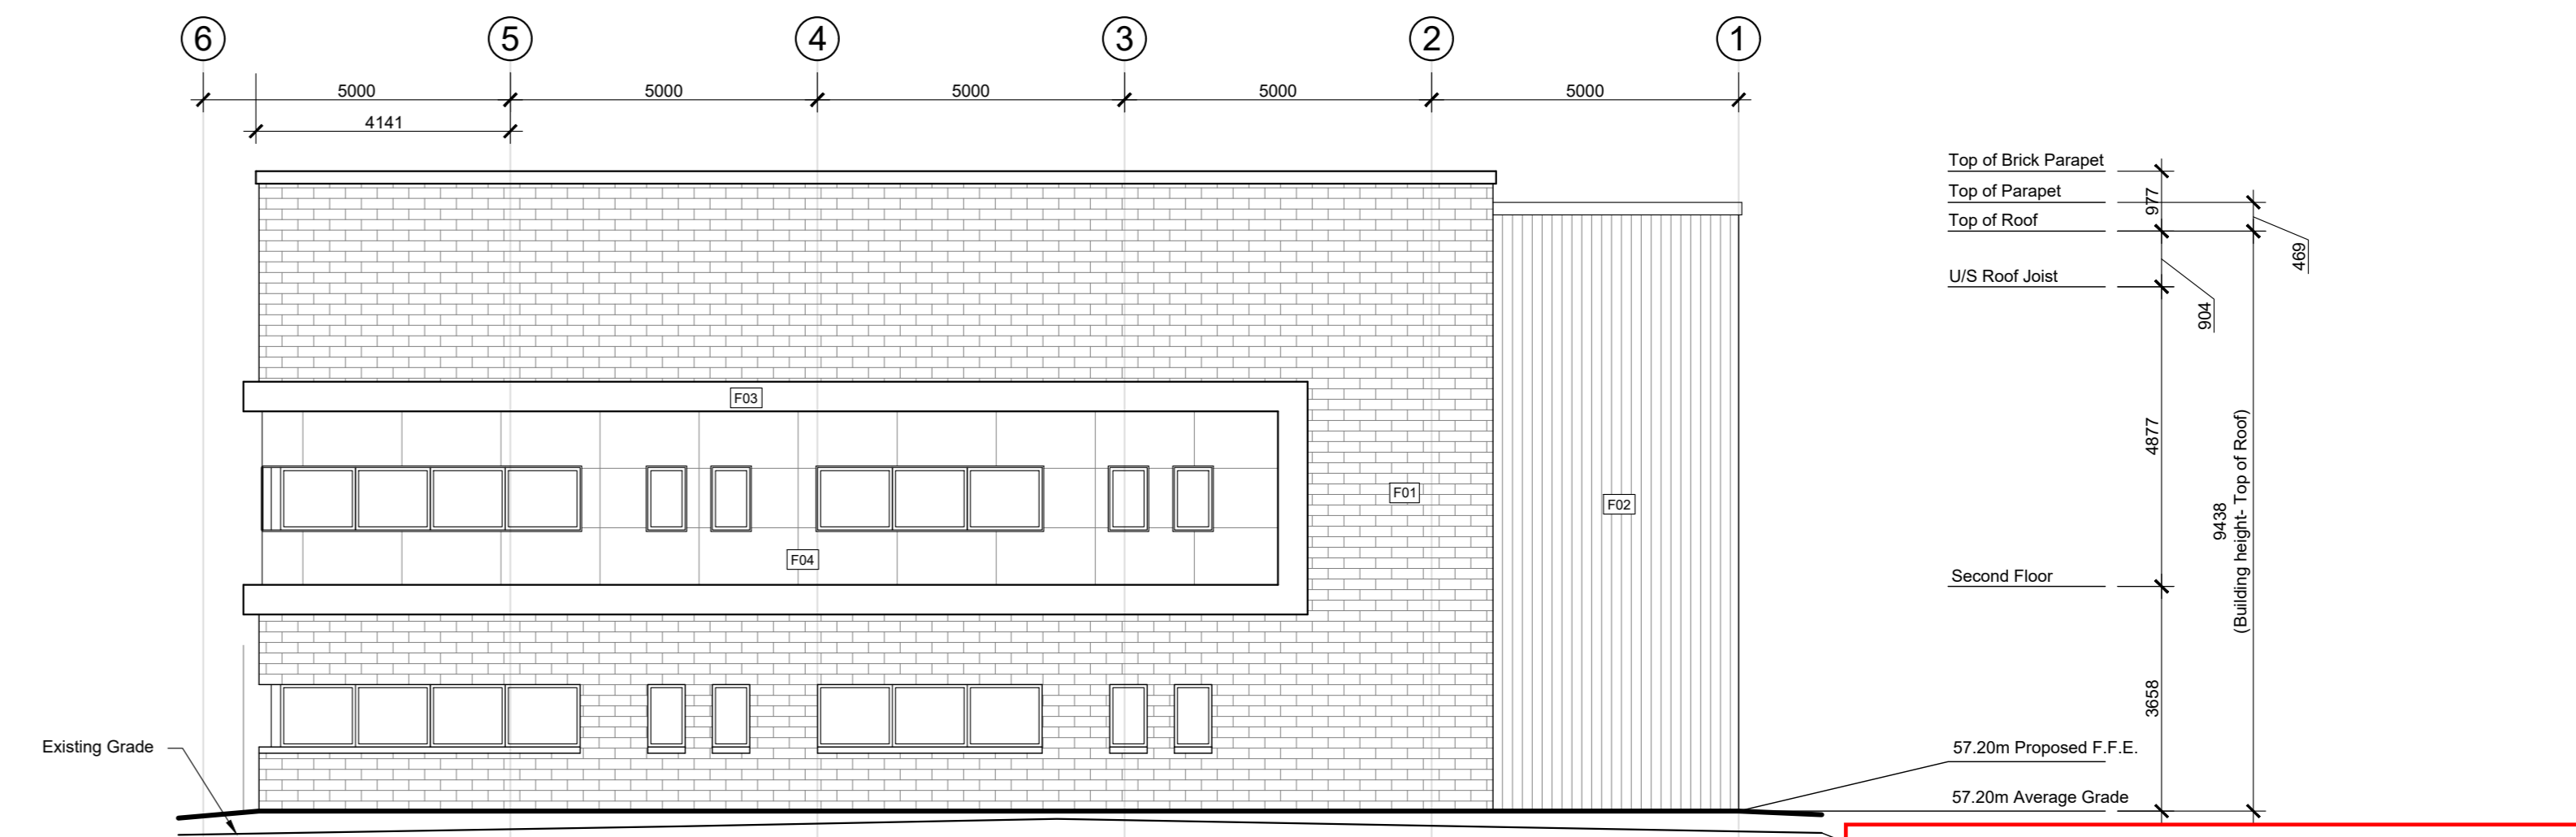 6 5 4 3 2 1
5000 5000 5000 5000 5000
4141
Top of Brick Parapet
Top of Parapet
977
Top of Roof
469
U/S Roof Joist
904
F03
4877
9438
(Building height- Top of Roof)
F01
F02
F04
Second Floor
3658
Existing Grade
57.20m Proposed F.F.E.
57.20m Average Grade